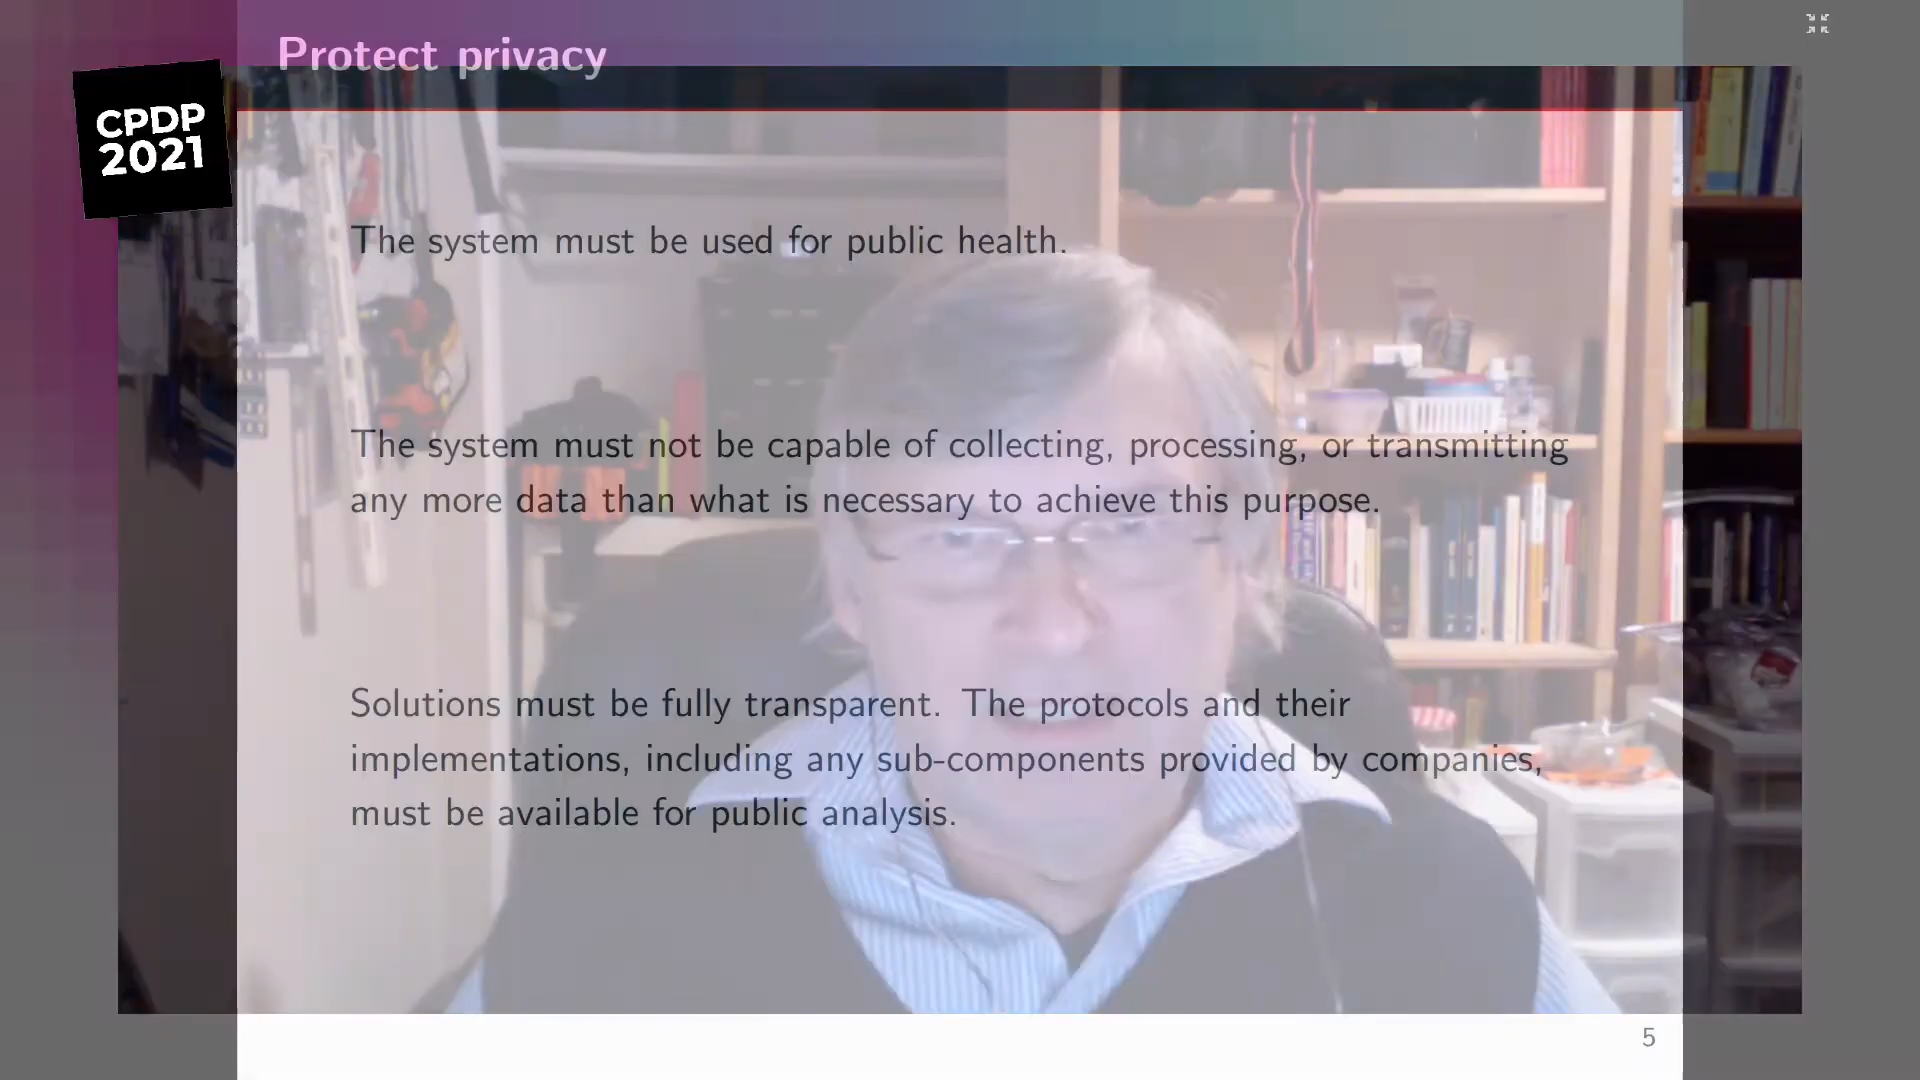 Protect privacy
CPDP
2021
The system must be used for public health.
The system must not be capable of collecting, processing, or transmitting
any more data than what is necessary to achieve this purpose.
Solutions must be fully transparent. The protocols and their
implementations, including any sub-components provided by companies,
must be available for public analysis.
5